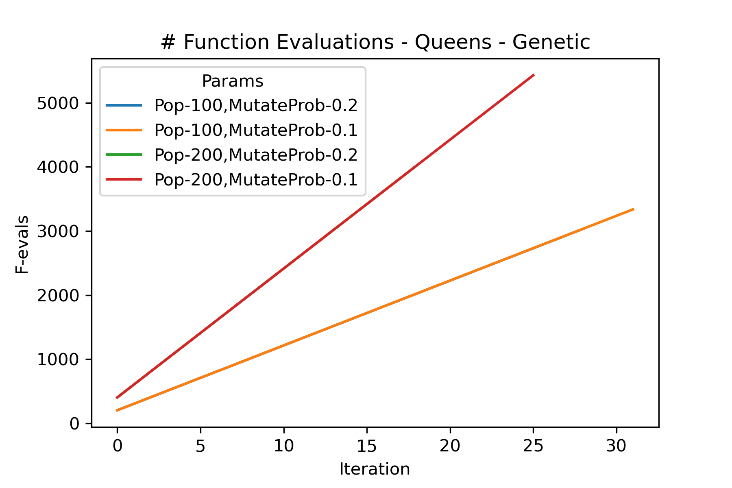 # Function Evaluations - Queens - Genetic
Params
Pop-100,MutateProb-0.2
Pop-100,MutateProb-0.1
Pop-200,MutateProb-0.2
Pop-200,MutateProb-0.1
5000
4000
3000
2000
1000
0
F-evals
0 5 10 15 20 25 30
Iteration